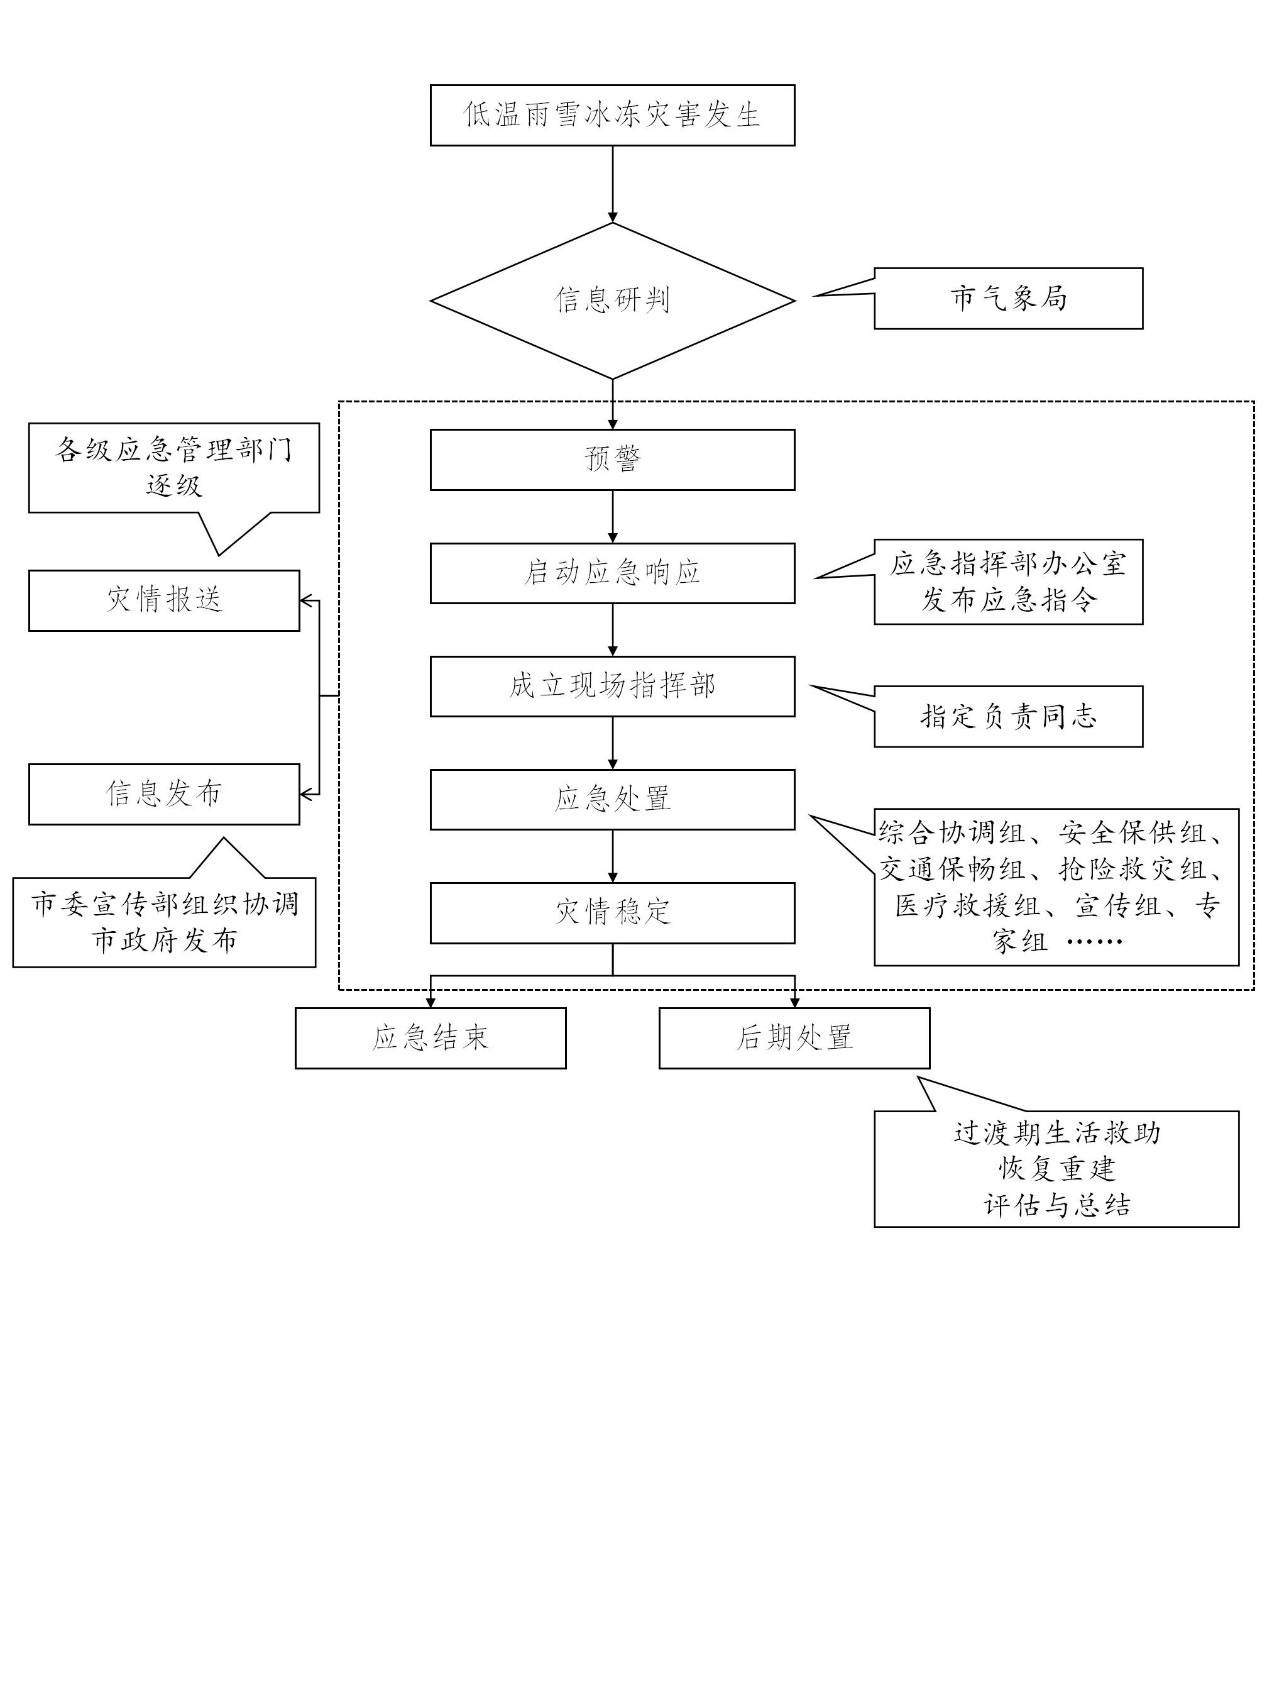 低温雨雪冰冻灾害发生
信息研判
市气象局
预警
各级应急管理部门
逐级
启动应急响应
应急指挥部办公室
发布应急指令
灾情报送
成立现场指挥部
指定负责同志
信息发布
应急处置
综合协调组、安全保供组、
交通保畅组、抢险救灾组、
医疗救援组、宣传组、专
家组 ……
市委宣传部组织协调
市政府发布
灾情稳定
应急结束
后期处置
过渡期生活救助
恢复重建
评估与总结